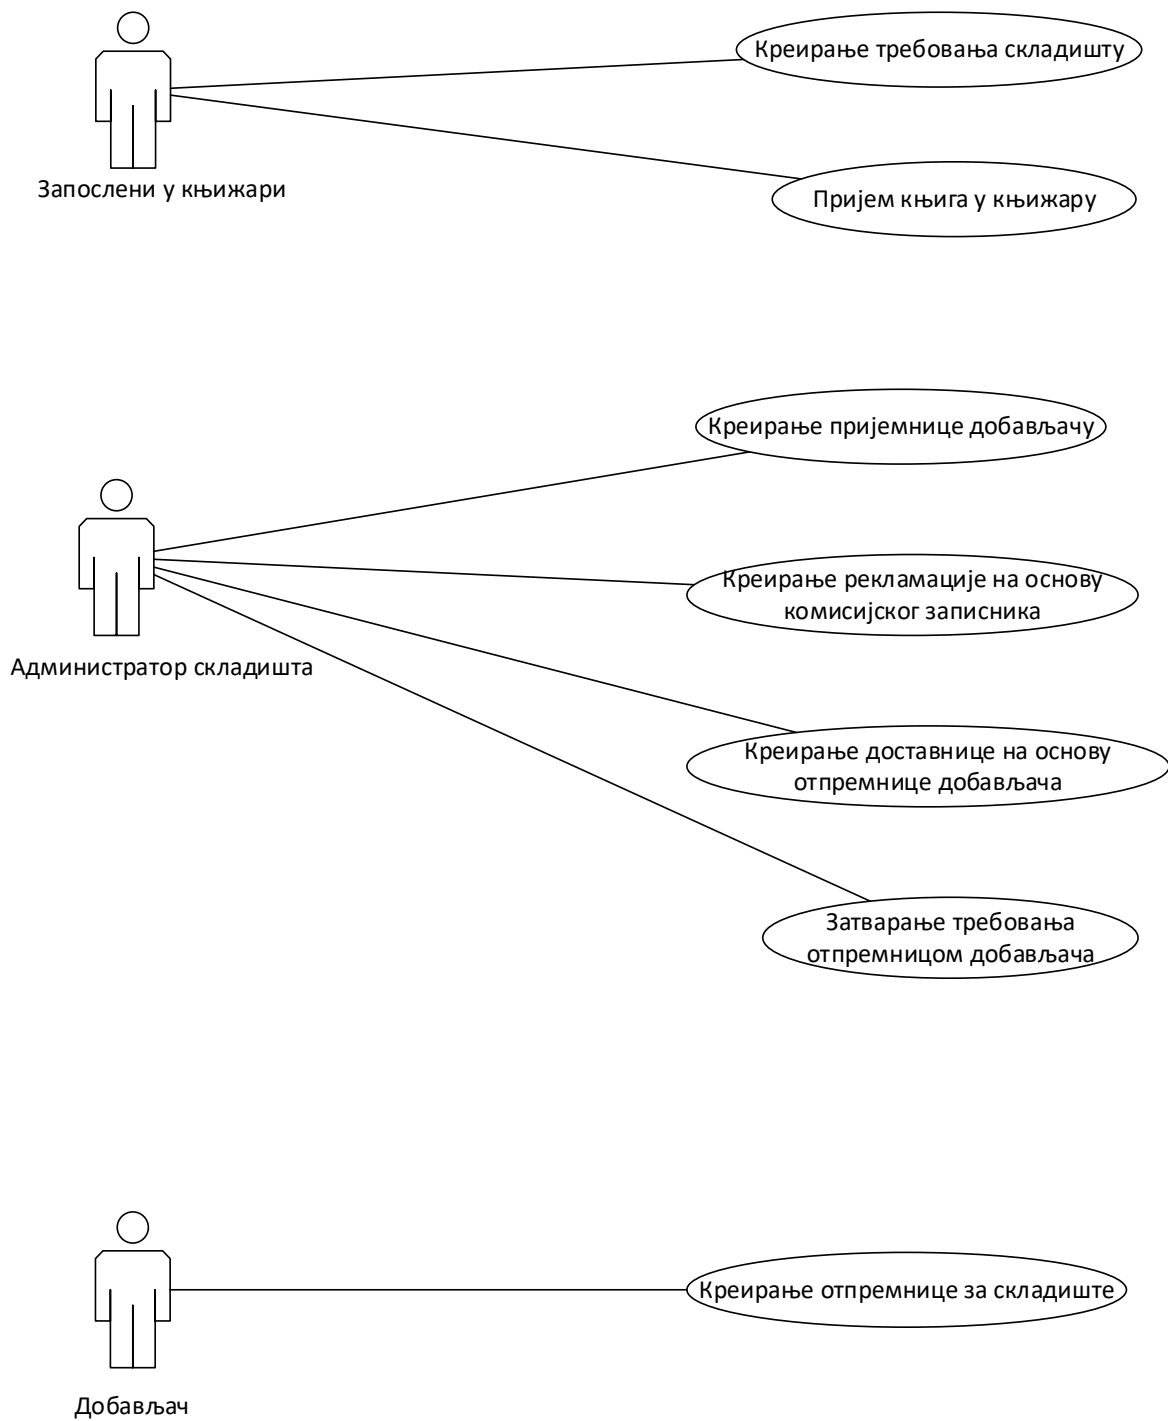 Креирање требовања складишту
Запослени у књижари
Пријем књига у књижару
Креирање пријемнице добављачу
Креирање рекламације на основу
комисијског записника
Администратор складишта
Креирање доставнице на основу
отпремнице добављача
Затварање требовања
отпремницом добављача
Креирање отпремнице за складиште
Добављач